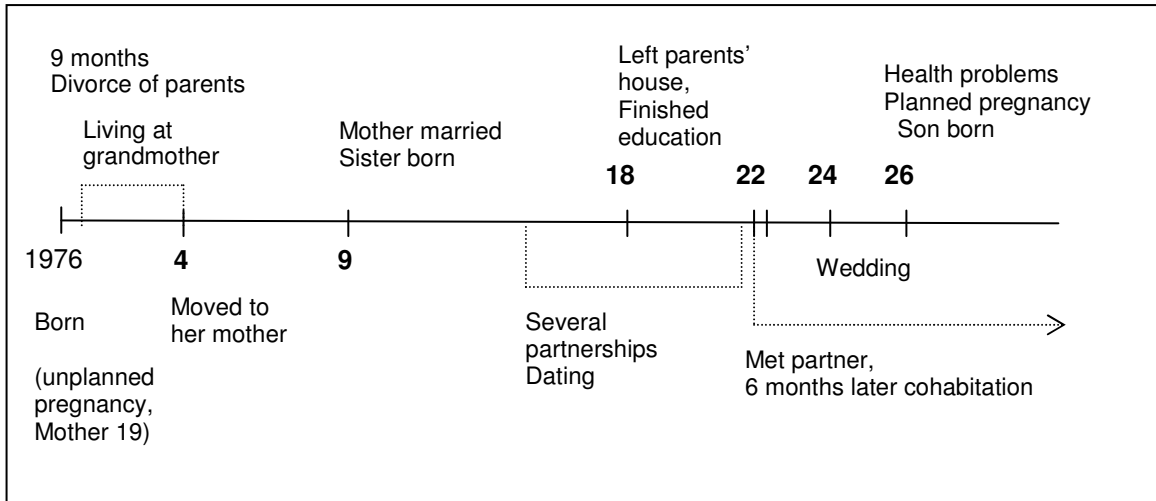 9 months
Divorce of parents
Living at
grandmother
Mother married
Sister born
Left parents’
house,
Finished
education
Health problems
Planned pregnancy
Son born
18
22
24
26
1976
4
9
Wedding
Born
(unplanned
pregnancy,
Mother 19)
Moved to
her mother
Several
partnerships
Dating
Met partner,
6 months later cohabitation